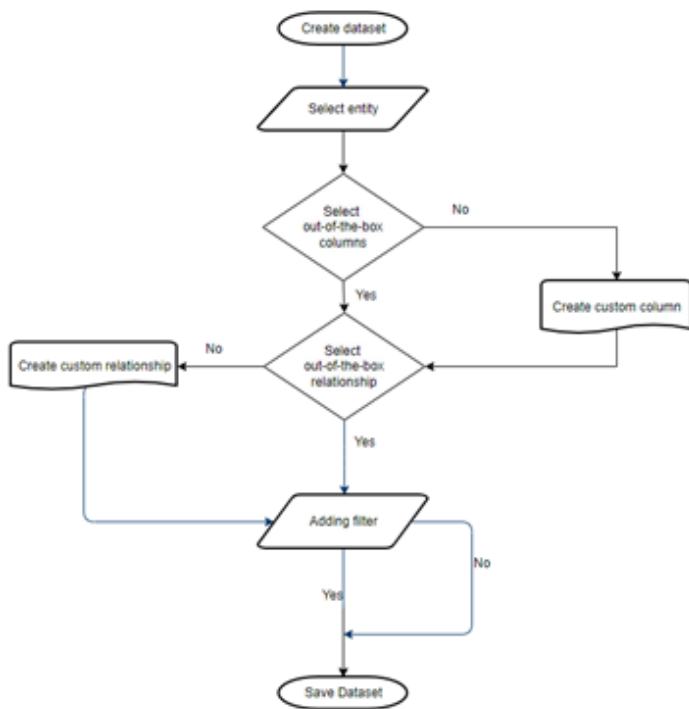 Create dataset
Select entity
Select
out-of-the-box
columns
No
Yes
Create custom column
Select
out-of-the-box
relationship
No
Create custom relationship
Yes
Adding filter
No
Yes
Save Dataset